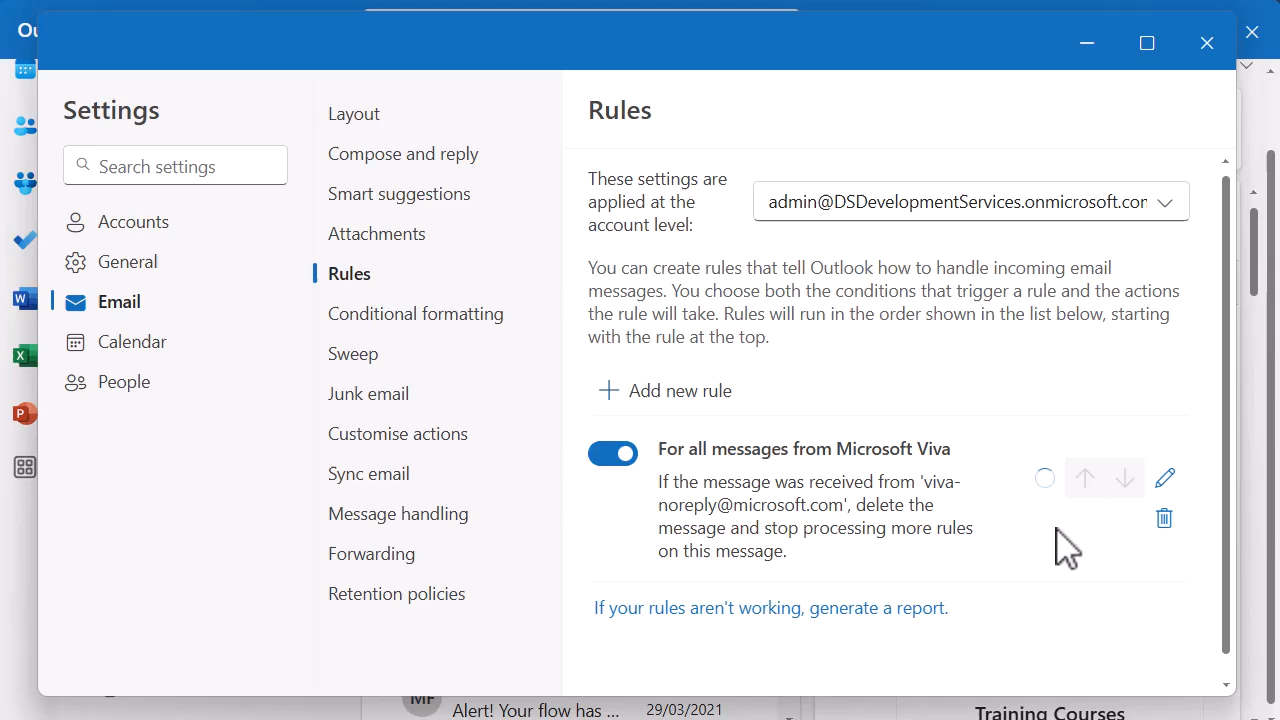 Ou
Settings
Search settings
Accounts
General
Email
Calendar
People
Layout
Compose and reply
Smart suggestions
Attachments
Rules
Conditional formatting
Sweep
Junk email
Customise actions
Sync email
Message handling
Forwarding
Retention policies
Rules
These settings are
applied at the
account level:
admin@DSDevelopmentServices.onmicrosoft.com
You can create rules that tell Outlook how to handle incoming email
messages. You choose both the conditions that trigger a rule and the actions
the rule will take. Rules will run in the order shown in the list below, starting
with the rule at the top.
Add new rule
For all messages from Microsoft Viva
If the message was received from 'viva-
noreply@microsoft.com', delete the
message and stop processing more rules
on this message.
If your rules aren't working, generate a report.
W
X
P
MF
Alert! Your flow has ...
29/03/2021
Training Courses